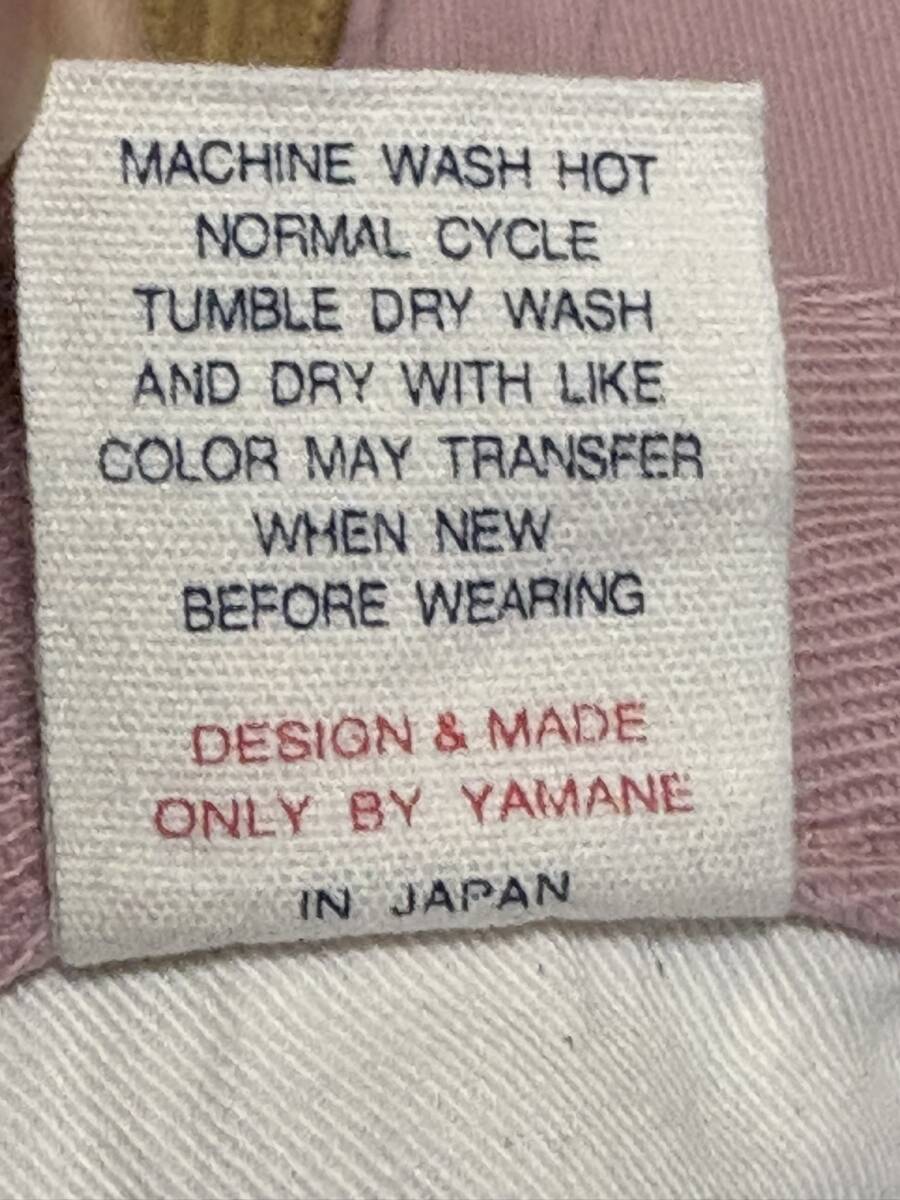 MACHINE WASH HOT
NORMAL CYCLE
TUMBLE DRY WASH
AND DRY WITH LIKE
COLOR MAY TRANSFER
WHEN NEW
BEFORE WEARING
DESIGN & MADE
ONLY BY YAMANE
IN JAPAN